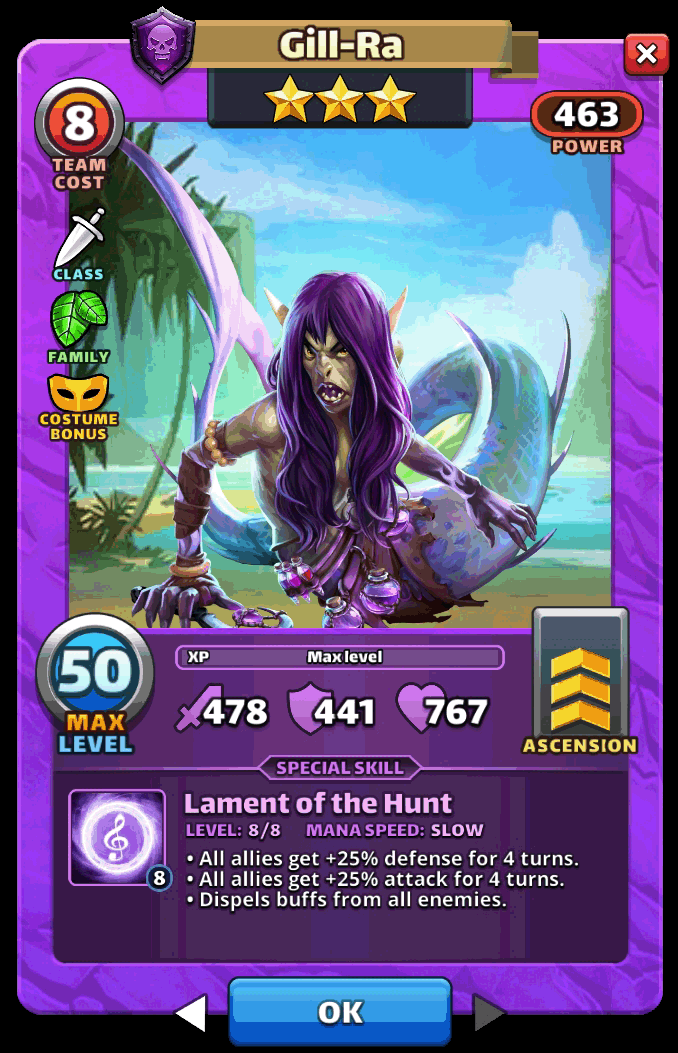 Gill-Ra
8
TEAM
COST
463
POWER
CLASS
FAMILY
COSTUME
BONUS
50
MAX
LEVEL
XP Max level
478 441 767
ASCENSION
SPECIAL SKILL
Lament of the Hunt
LEVEL: 8/8 MANA SPEED: SLOW
8
• All allies get +25% defense for 4 turns.
• All allies get +25% attack for 4 turns.
• Dispels buffs from all enemies.
OK